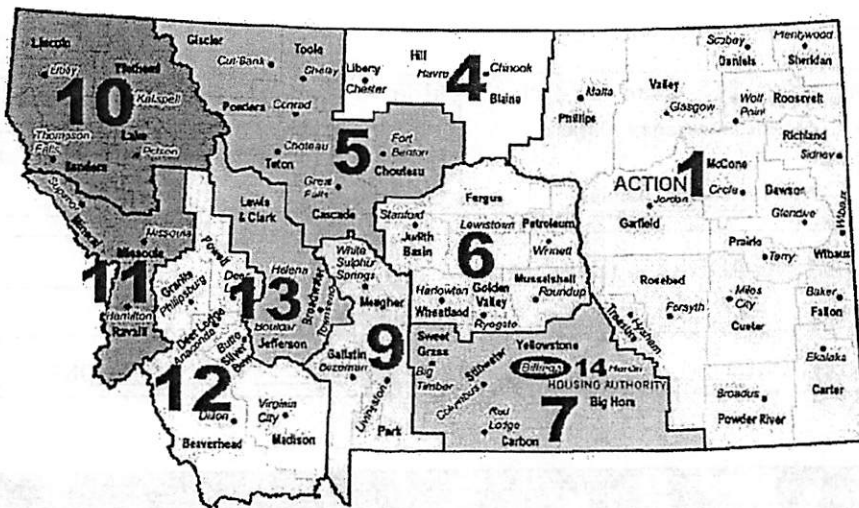 Lincoln
Flathead
Libby
10
Kalispell
Lake
Thompson
Falls
Polson
Sanders
Glacier
Toole
Cut Bank
Shelby
Pondera
Conrad
Choteau
Teton
5
Fort
Benton
Chouteau
Great
Falls
Cascade
Hill
Liberty
Havre
Chester
4
Chinook
Blaine
Scobey
Daniels
Sheridan
Malta
Phillips
Valley
Glasgow
Wolf
Point
Roosevelt
Richland
Sidney
1
McCone
ACTION
Circle
Dawson
Jordan
Garfield
Glendive
Wibaux
Wibaux
Prairie
Terry
Rosebud
Miles
City
Baker
Fallon
Forsyth
Custer
Treasure
Hysham
Ekalaka
Carter
Broadus
Powder River
Superior
Mineral
Missoula
Missoula
11
Hamilton
Ravalli
Powell
Granite
Philipsburg
Deer Lodge
Anaconda
Butte
Silver
Bow
12
Dillon
Beaverhead
Virginia
City
Madison
Lewis
& Clark
Helena
13
Broadwater
Townsend
Boulder
Jefferson
White
Sulphur
Springs
Meagher
9
Gallatin
Bozeman
Livingston
Park
Fergus
Stanford
Lewistown
Judith
Basin
Petroleum
Winnett
6
Musselshell
Harlowton
Golden
Valley
Roundup
Wheatland
Ryegate
Sweet
Grass
Big
Timber
Stillwater
Columbus
Yellowstone
Billings
14
Hardin
HOUSING AUTHORITY
7
Big Horn
Red
Lodge
Carbon